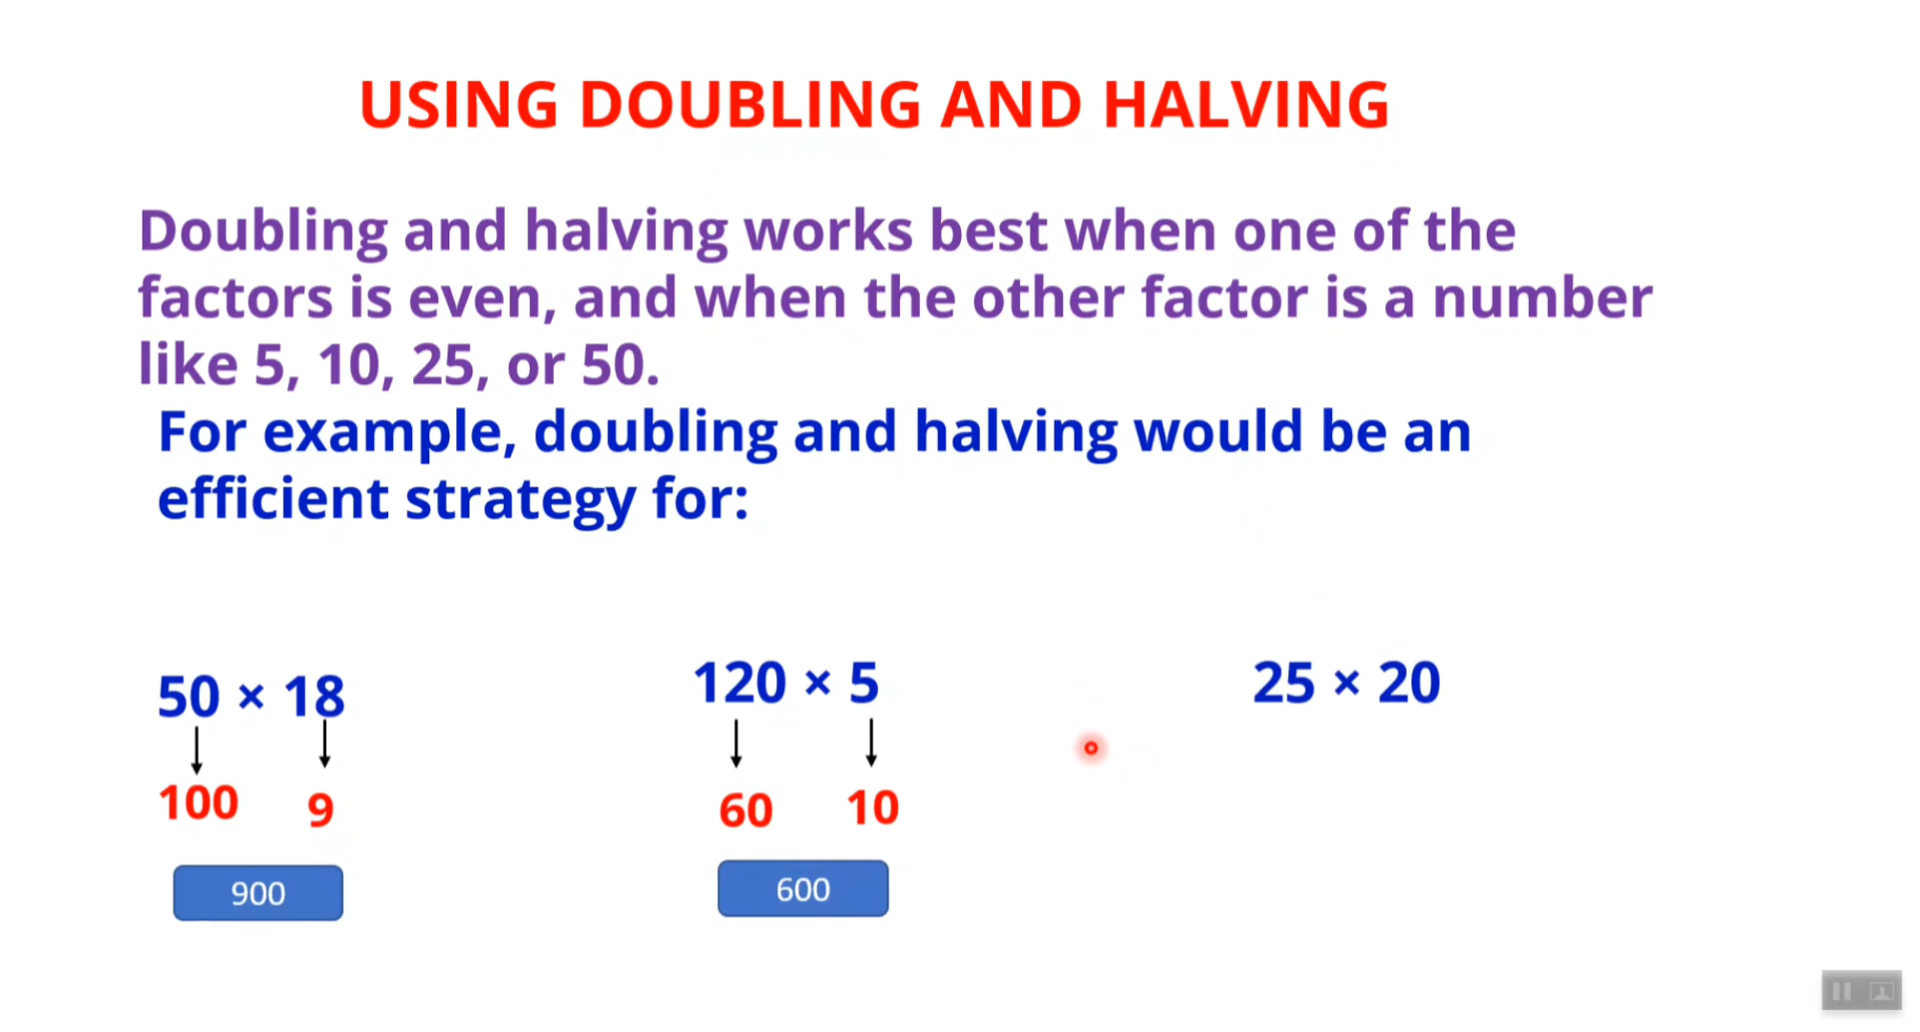 USING DOUBLING AND HALVING
Doubling and halving works best when one of the
factors is even, and when the other factor is a number
like 5, 10, 25, or 50.
For example, doubling and halving would be an
efficient strategy for:
50 × 18
100 9
900
120 × 5
60 10
600
25 × 20